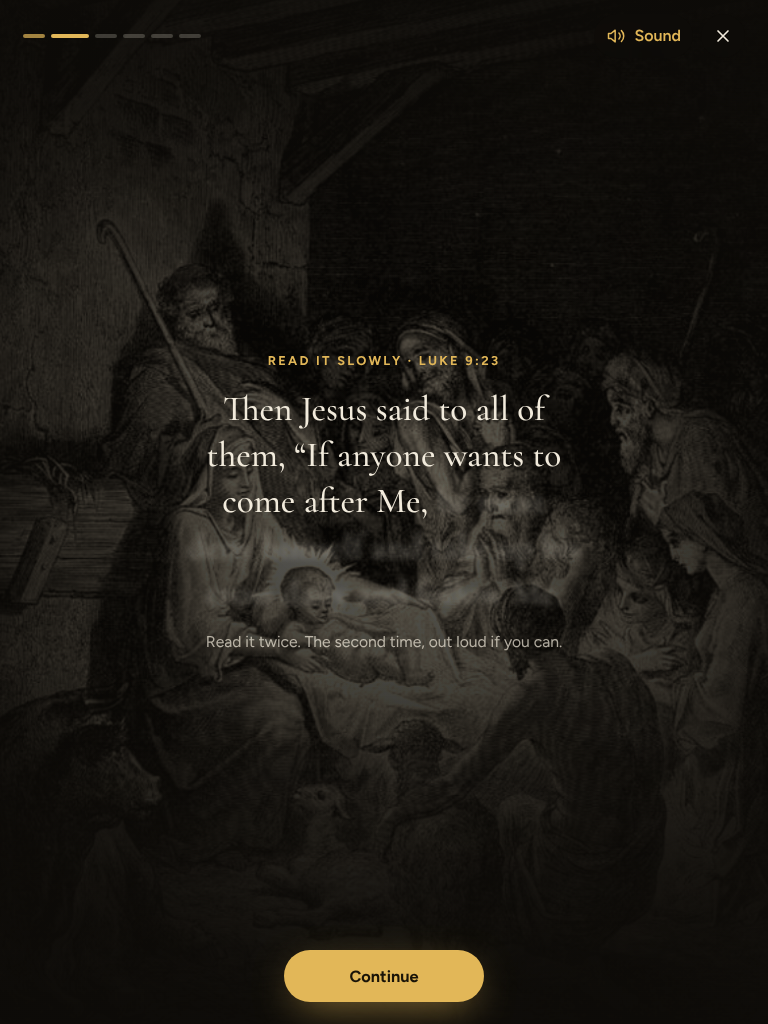 Sound
READ IT SLOWLY · LUKE 9:23
Then Jesus said to all of
them, “If anyone wants to
come after Me,
Read it twice. The second time, out loud if you can.
Continue